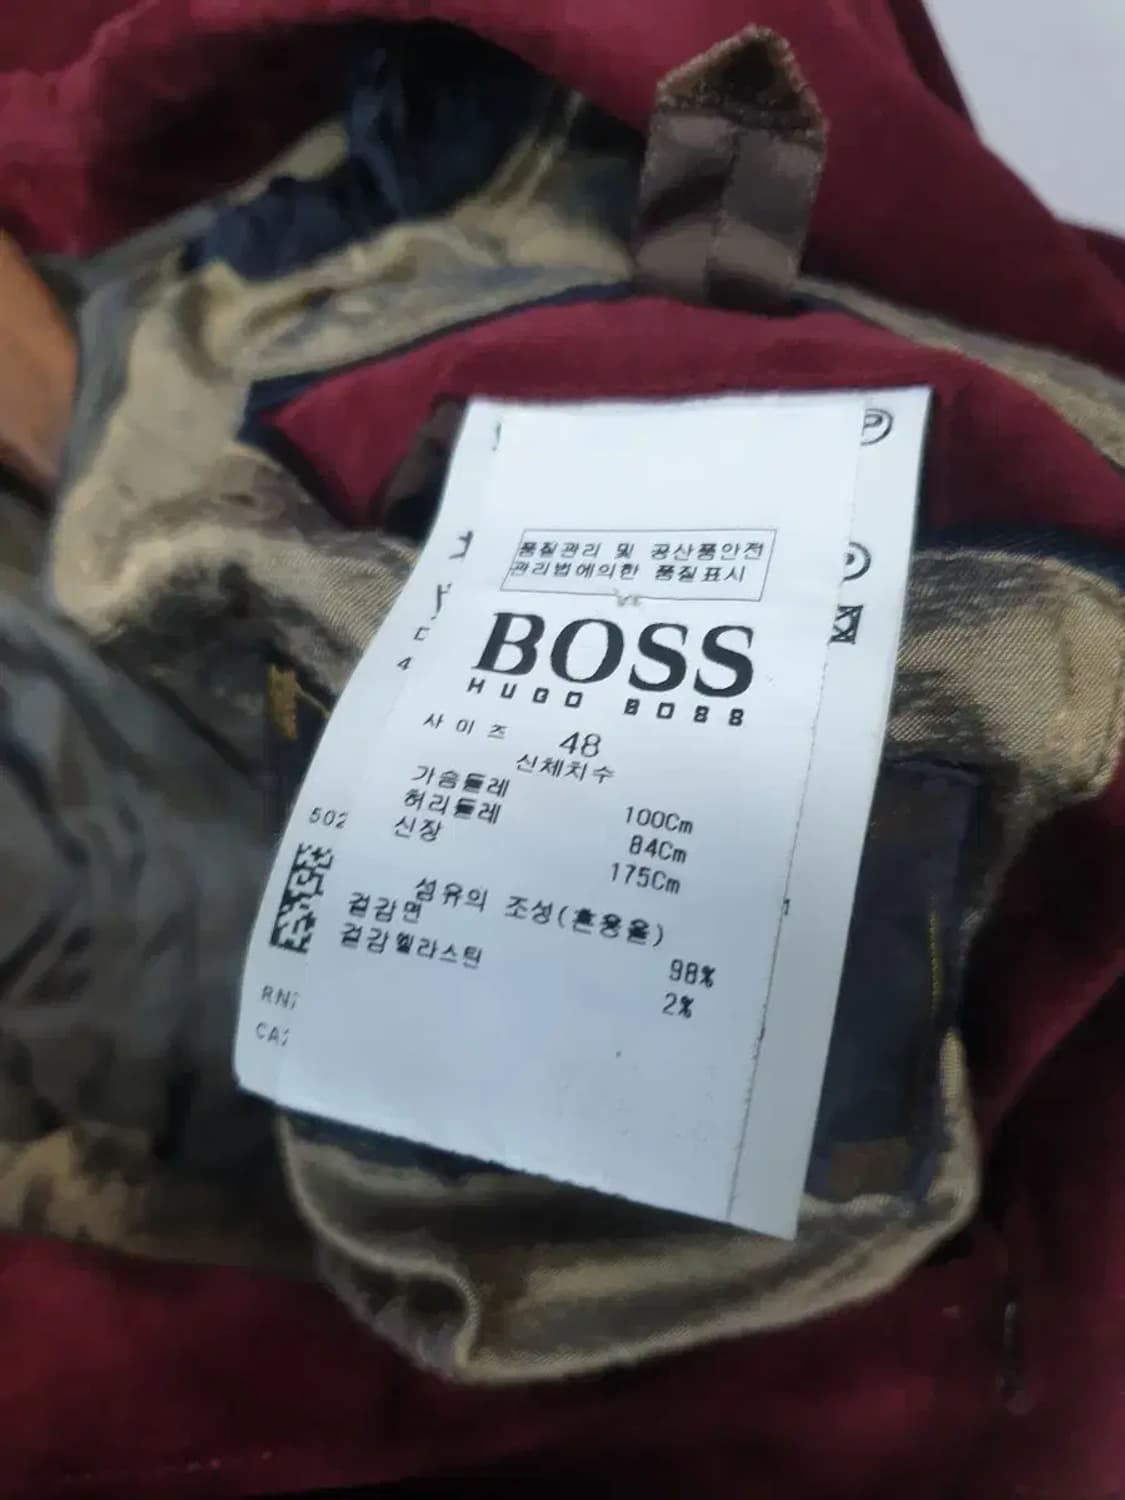 품질관리 및 공산품안전
관리법에의한 품질표시
BOSS
HUGO BOSS
사이즈 48
신체치수
가슴둘레 100Cm
허리둘레 84Cm
신장 175Cm
섬유의 조성(혼용율)
겉감면 98%
겉감엘라스틴 2%
502
RN
CA
P
P